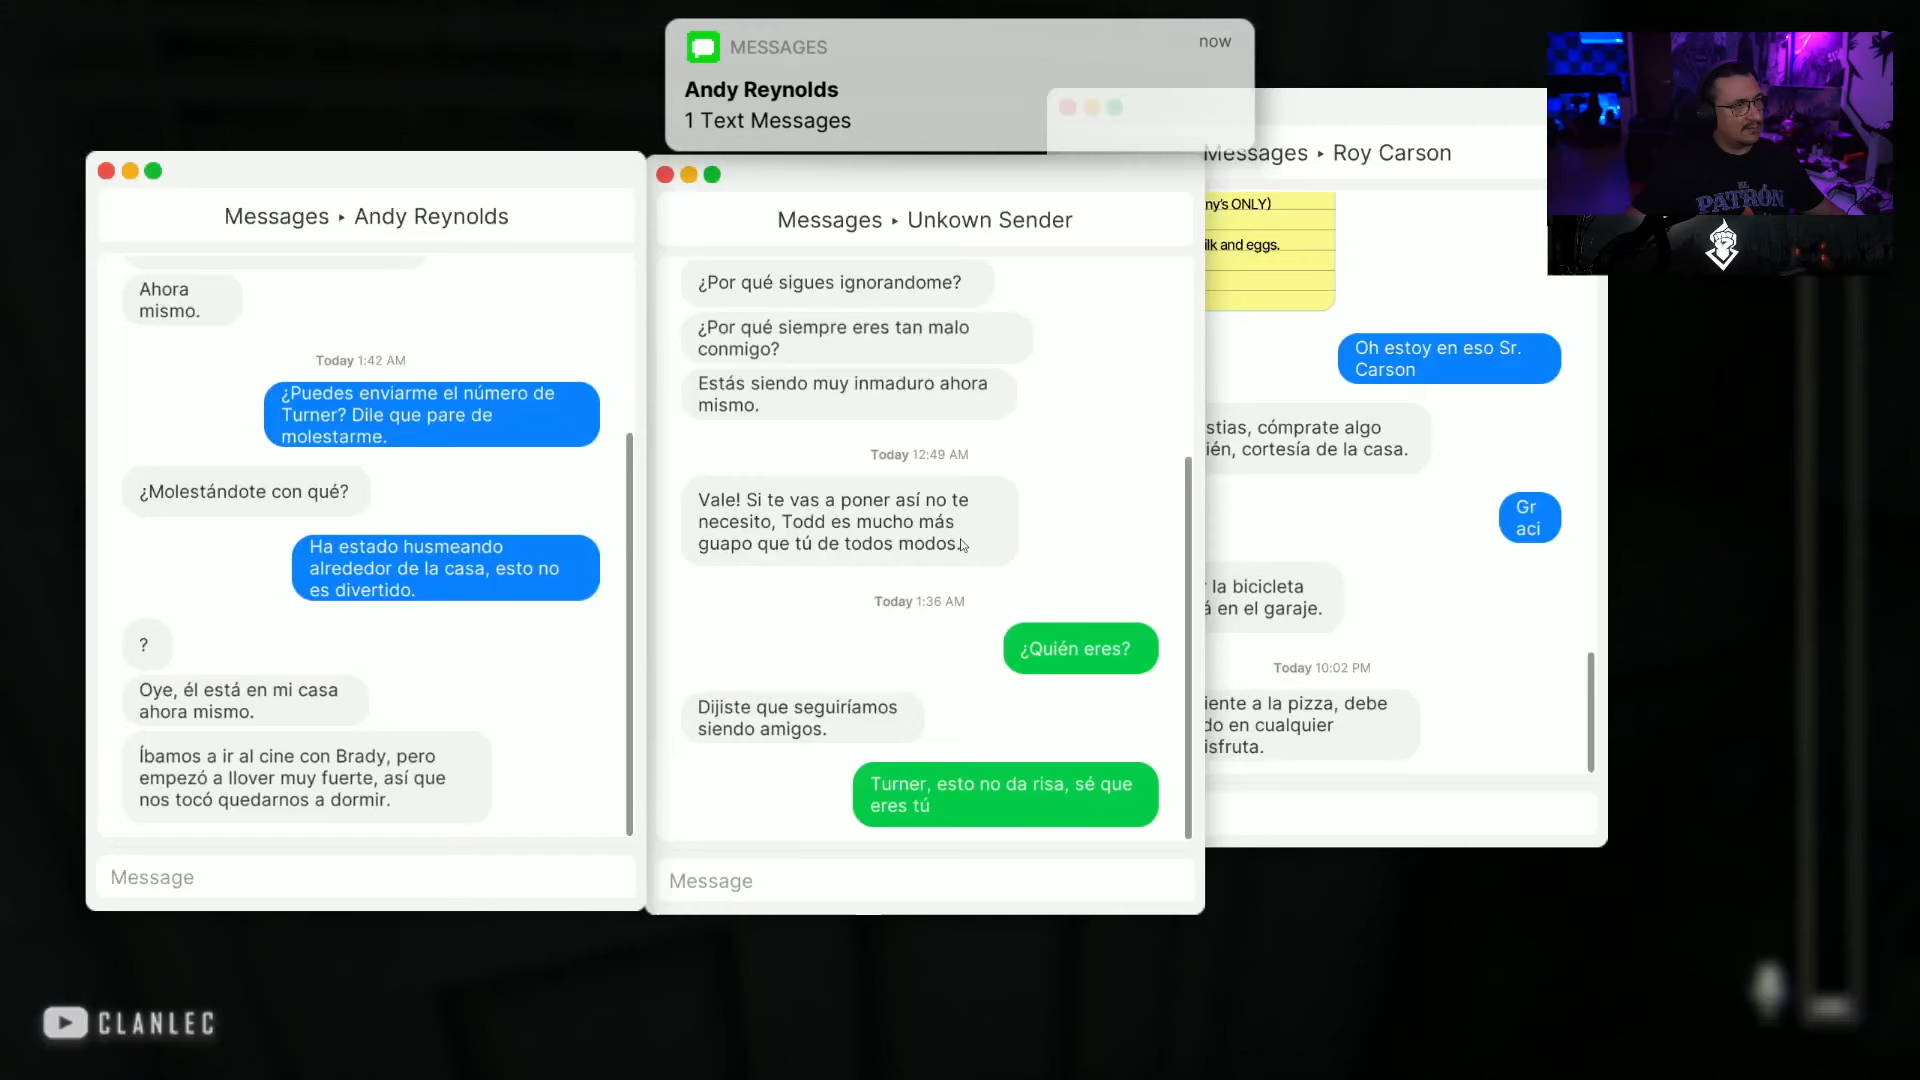 MESSAGES
now
Andy Reynolds
1 Text Messages
Messages ▸ Andy Reynolds
Ahora
mismo.
Today 1:42 AM
¿Puedes enviarme el número de
Turner? Dile que pare de
molestarme.
¿Molestándote con qué?
Ha estado husmeando
alrededor de la casa, esto no
es divertido.
?
Oye, él está en mi casa
ahora mismo.
Íbamos a ir al cine con Brady, pero
empezó a llover muy fuerte, así que
nos tocó quedarnos a dormir.
Message
Messages ▸ Unkown Sender
¿Por qué sigues ignorandome?
¿Por qué siempre eres tan malo
conmigo?
Estás siendo muy inmaduro ahora
mismo.
Today 12:49 AM
Vale! Si te vas a poner así no te
necesito, Todd es mucho más
guapo que tú de todos modos.
Today 1:36 AM
¿Quién eres?
Dijiste que seguiríamos
siendo amigos.
Turner, esto no da risa, sé que
eres tú
Message
Messages ▸ Roy Carson
ny's ONLY)
ilk and eggs.
Oh estoy en eso Sr.
Carson
stias, cómprate algo
ién, cortesía de la casa.
Gr
aci
r la bicicleta
á en el garaje.
Today 10:02 PM
iente a la pizza, debe
do en cualquier
isfruta.
EL
PATRÓN
CLANLEC